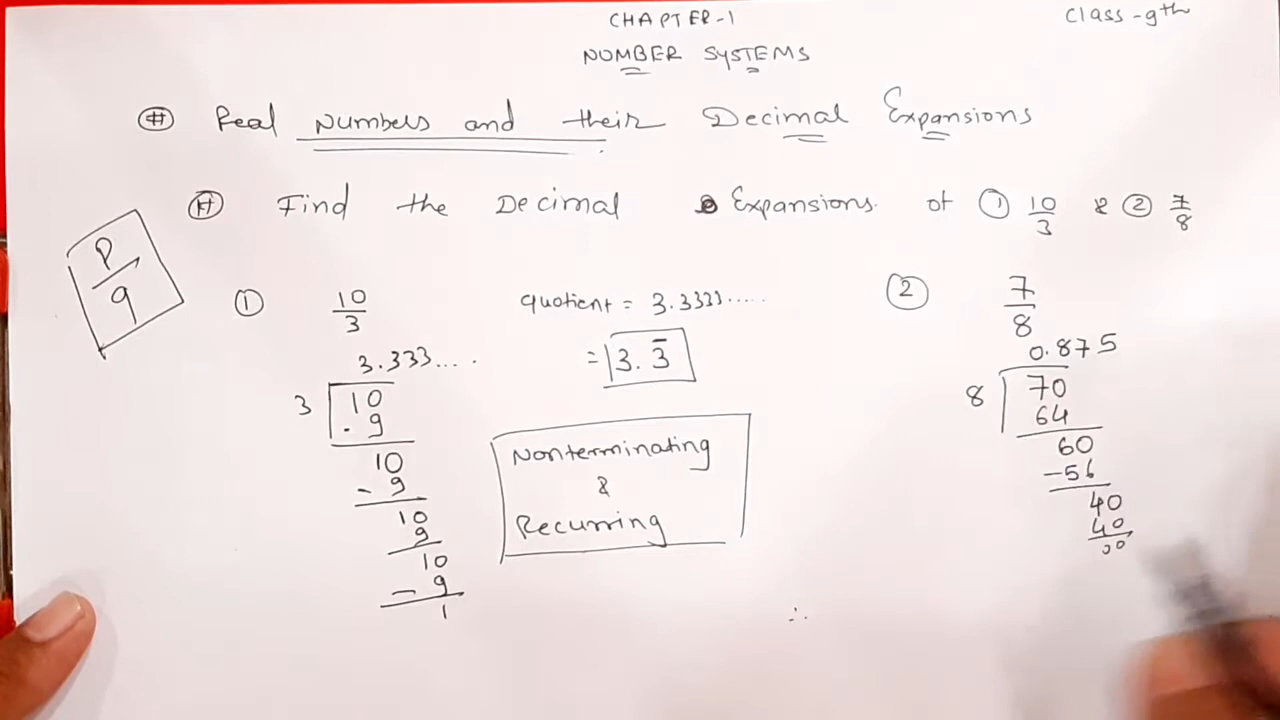 CHAPTER-1
Class-9th
NUMBER SYSTEMS
# Real Numbers and their Decimal Expansions
# Find the Decimal Expansions of ① 10/3 & ② 7/8
P/q
① 10/3
quotient = 3.3333.....
= 3.3̅
3.333....
3 10
. 9
10
- 9
10
9
10
- 9
1
Nonterminating
&
Recurring
② 7/8
0.875
8 70
64
60
-56
40
40
00
∴